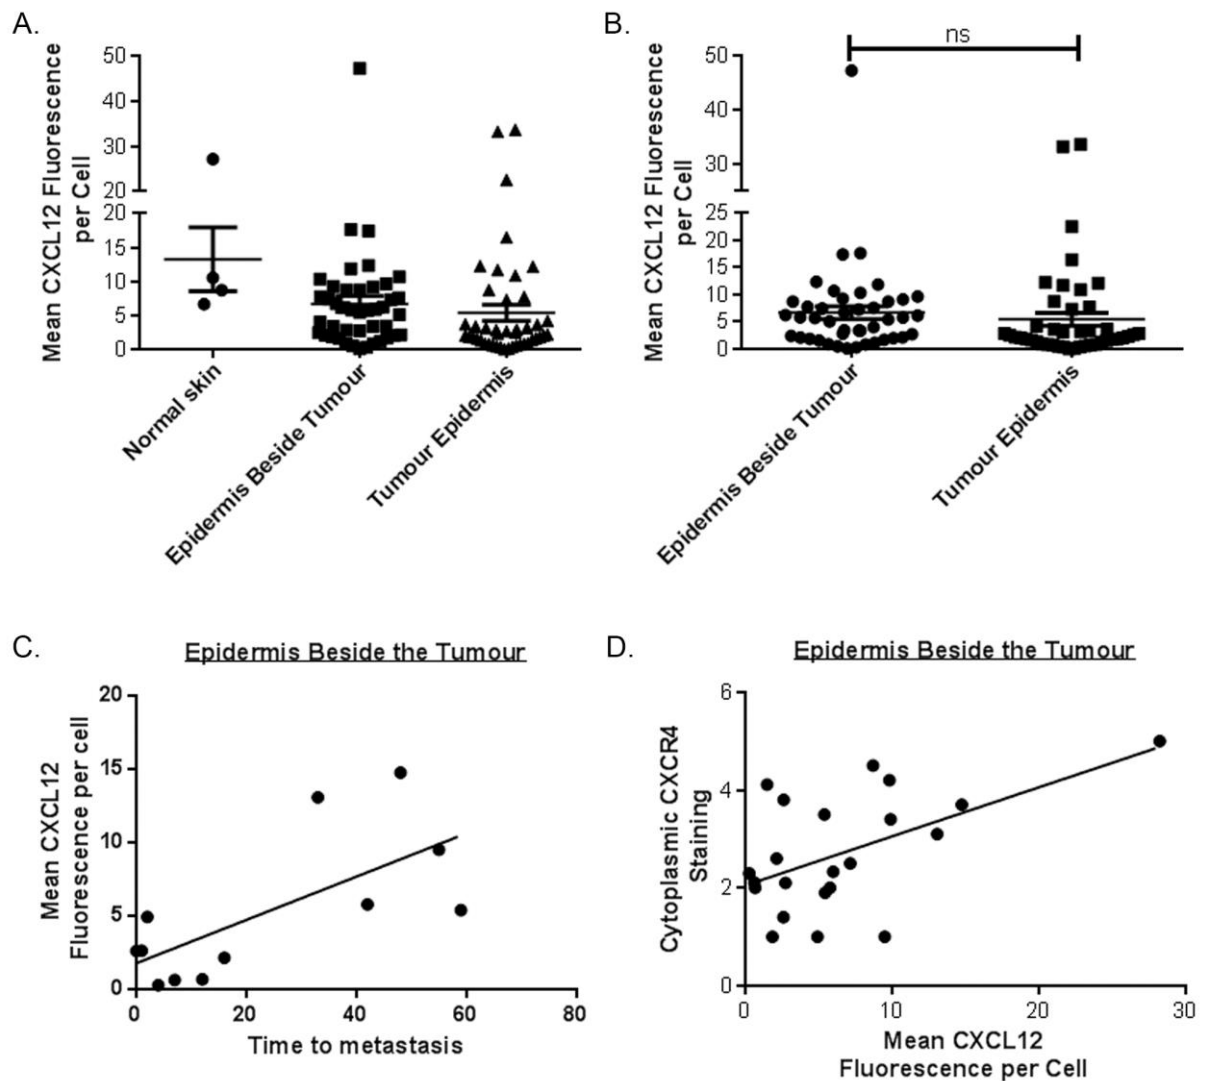 A.
Mean CXCL12 Fluorescence
per Cell
50
40
30
20
20
15
10
5
0
Normal skin
Epidermis Beside Tumour
Tumour Epidermis
B.
ns
Mean CXCL12 Fluorescence
per Cell
50
40
30
25
20
15
10
5
0
Epidermis Beside Tumour
Tumour Epidermis
C.
Epidermis Beside the Tumour
Mean CXCL12
Fluorescence per cell
20
15
10
5
0
0 20 40 60 80
Time to metastasis
D.
Epidermis Beside the Tumour
Cytoplasmic CXCR4
Staining
6
4
2
0
0 10 20 30
Mean CXCL12
Fluorescence per Cell